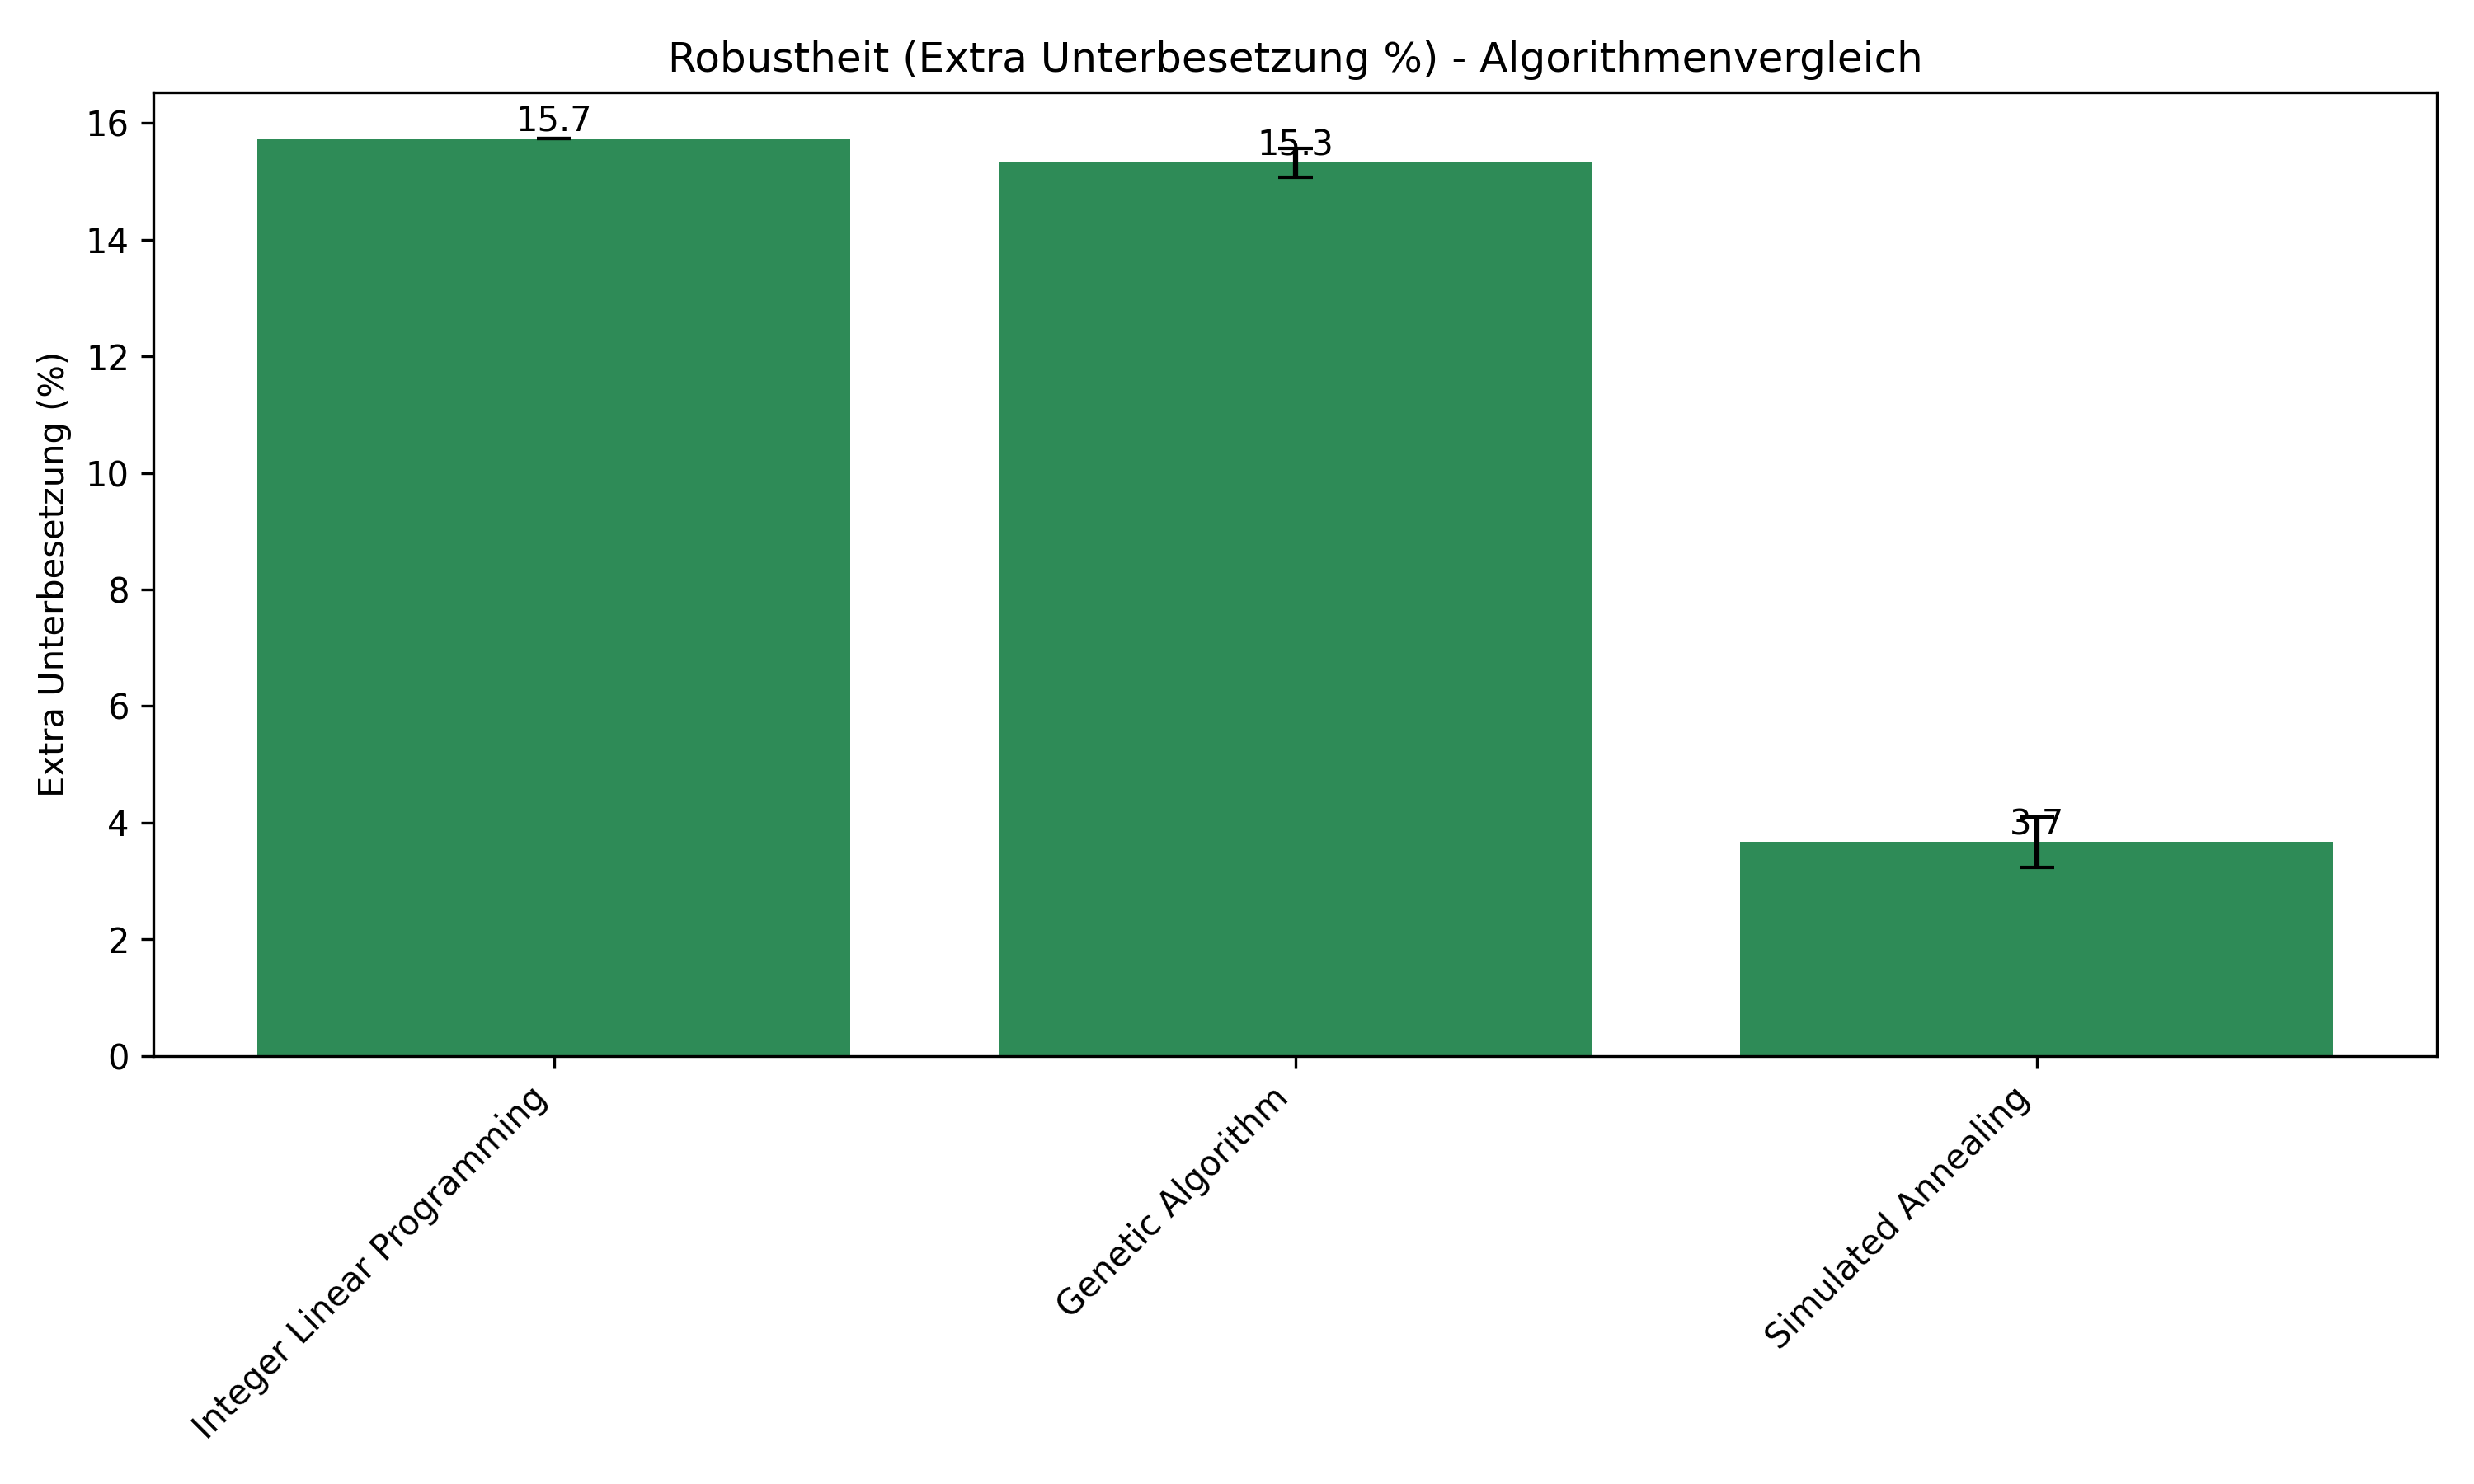 Robustheit (Extra Unterbesetzung %) - Algorithmenvergleich
Extra Unterbesetzung (%)
16
14
12
10
8
6
4
2
0
15.7
15.3
3.7
Integer Linear Programming
Genetic Algorithm
Simulated Annealing